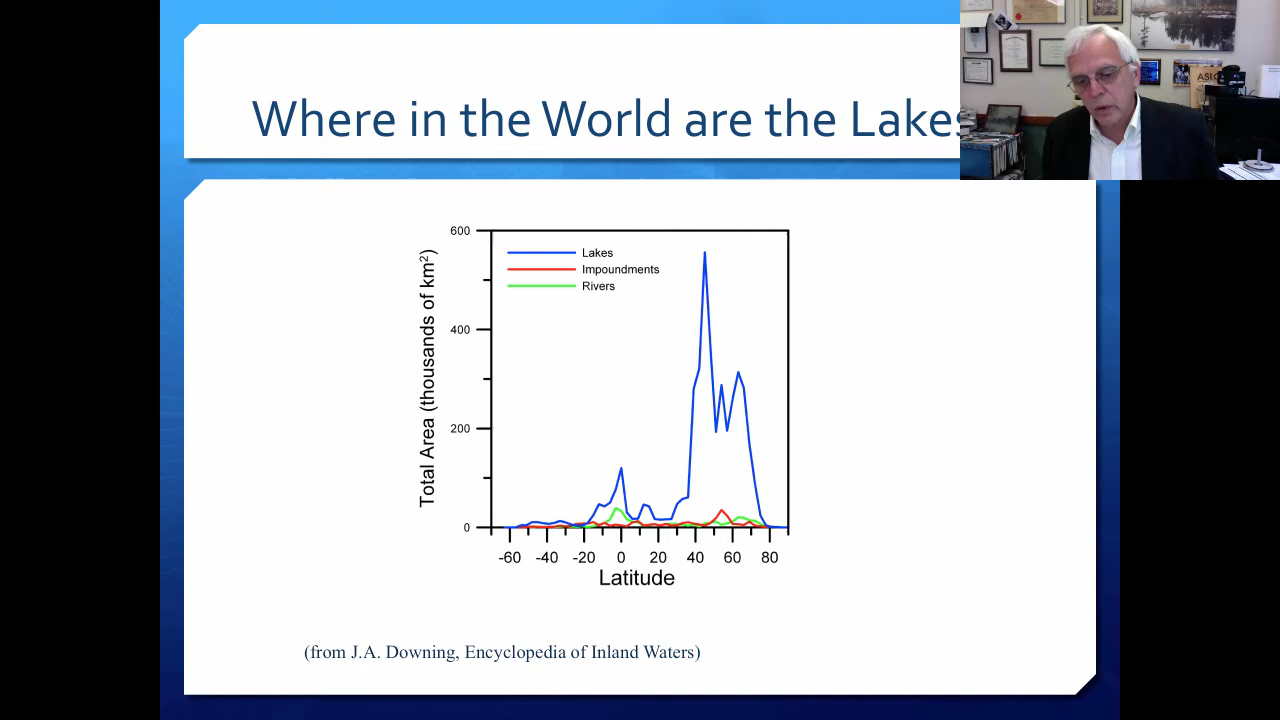 Where in the World are the Lakes
600
400
200
0
Total Area (thousands of km²)
Lakes
Impoundments
Rivers
-60 -40 -20 0 20 40 60 80
Latitude
(from J.A. Downing, Encyclopedia of Inland Waters)